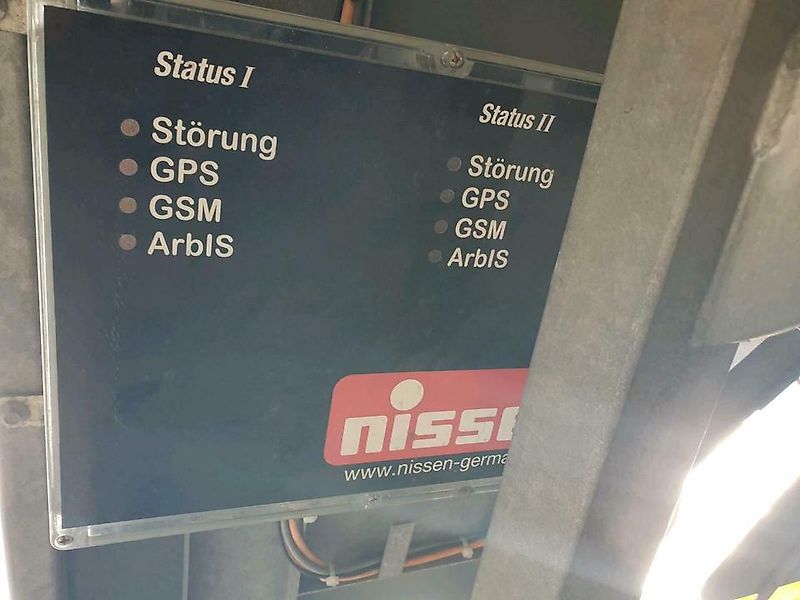 Status I
Störung
GPS
GSM
ArbIS
Status II
Störung
GPS
GSM
ArbIS